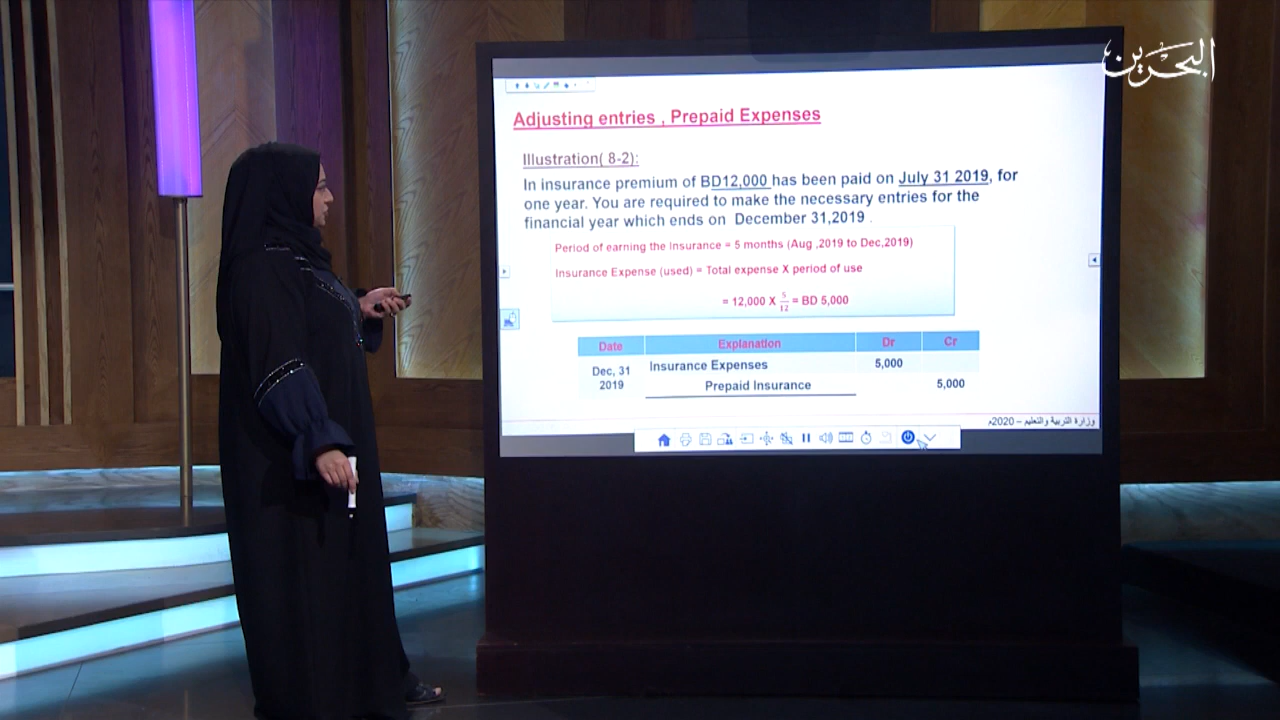 البحرين
Adjusting entries , Prepaid Expenses
Illustration( 8-2):
In insurance premium of BD12,000 has been paid on July 31 2019, for
one year. You are required to make the necessary entries for the
financial year which ends on December 31,2019 .
Period of earning the Insurance = 5 months (Aug ,2019 to Dec,2019)
Insurance Expense (used) = Total expense X period of use
= 12,000 X 5/12 = BD 5,000
Date Explanation Dr Cr
Dec, 31 2019 Insurance Expenses 5,000
Prepaid Insurance 5,000
وزارة التربية والتعليم – 2020م